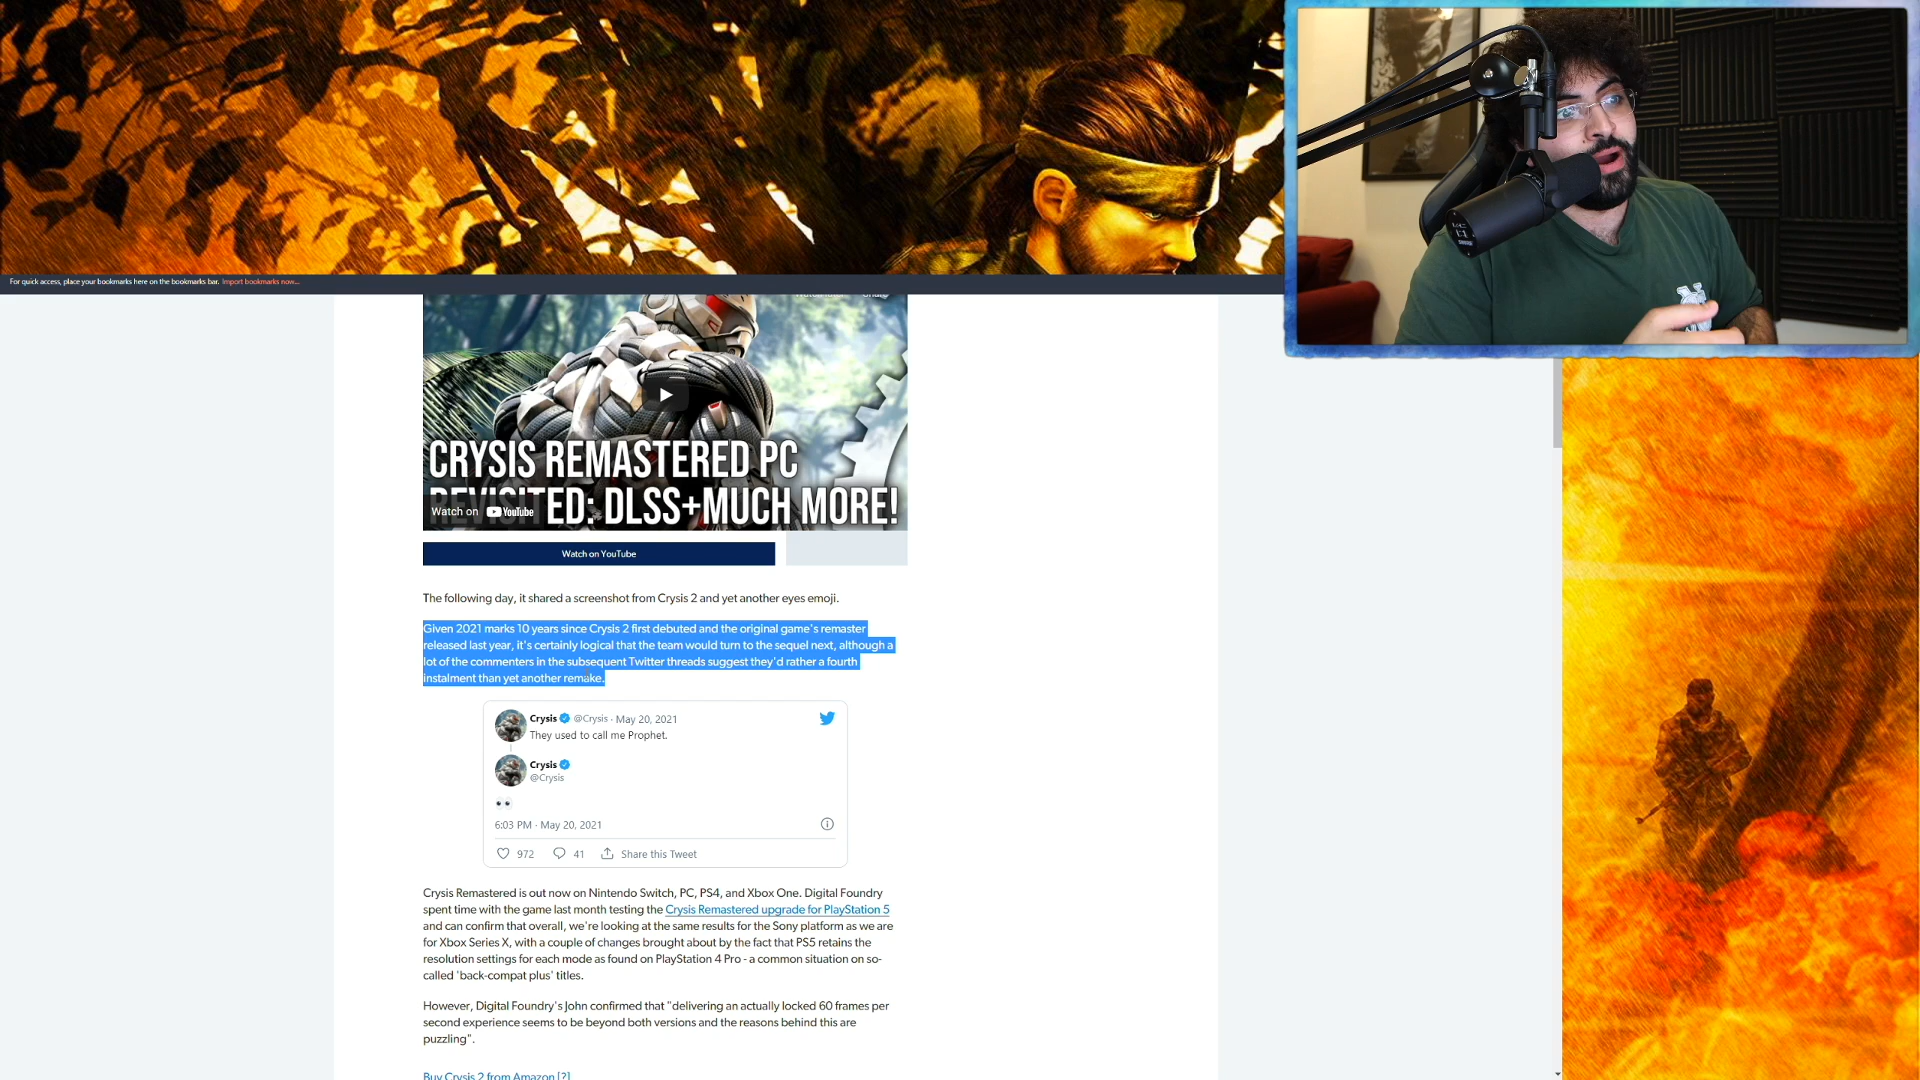 For quick access, place your bookmarks here on the bookmarks bar. Import bookmarks now...
CRYSIS REMASTERED PC
REVISITED: DLSS+MUCH MORE!
Watch on YouTube
Watch on YouTube
The following day, it shared a screenshot from Crysis 2 and yet another eyes emoji.
Given 2021 marks 10 years since Crysis 2 first debuted and the original game's remaster
released last year, it's certainly logical that the team would turn to the sequel next, although a
lot of the commenters in the subsequent Twitter threads suggest they'd rather a fourth
instalment than yet another remake.
Crysis @Crysis · May 20, 2021
They used to call me Prophet.
Crysis
@Crysis
👀
6:03 PM · May 20, 2021
972 41 Share this Tweet
Crysis Remastered is out now on Nintendo Switch, PC, PS4, and Xbox One. Digital Foundry
spent time with the game last month testing the Crysis Remastered upgrade for PlayStation 5
and can confirm that overall, we're looking at the same results for the Sony platform as we are
for Xbox Series X, with a couple of changes brought about by the fact that PS5 retains the
resolution settings for each mode as found on PlayStation 4 Pro - a common situation on so-
called 'back-compat plus' titles.
However, Digital Foundry's John confirmed that "delivering an actually locked 60 frames per
second experience seems to be beyond both versions and the reasons behind this are
puzzling".
Buy Crysis 2 from Amazon [?]